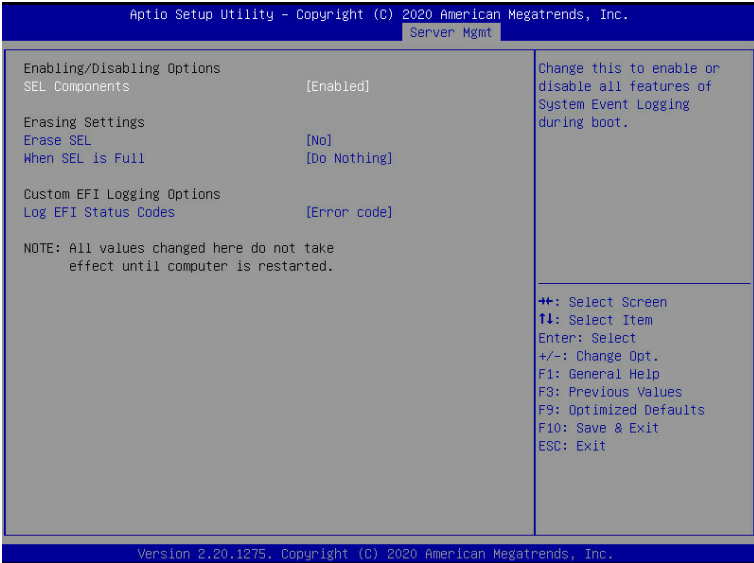 Aptio Setup Utility – Copyright (C) 2020 American Megatrends, Inc.
Server Mgmt
Enabling/Disabling Options
SEL Components [Enabled]
Erasing Settings
Erase SEL [No]
When SEL is Full [Do Nothing]
Custom EFI Logging Options
Log EFI Status Codes [Error code]
NOTE: All values changed here do not take
effect until computer is restarted.
Change this to enable or
disable all features of
System Event Logging
during boot.
→←: Select Screen
↑↓: Select Item
Enter: Select
+/-: Change Opt.
F1: General Help
F3: Previous Values
F9: Optimized Defaults
F10: Save & Exit
ESC: Exit
Version 2.20.1275. Copyright (C) 2020 American Megatrends, Inc.